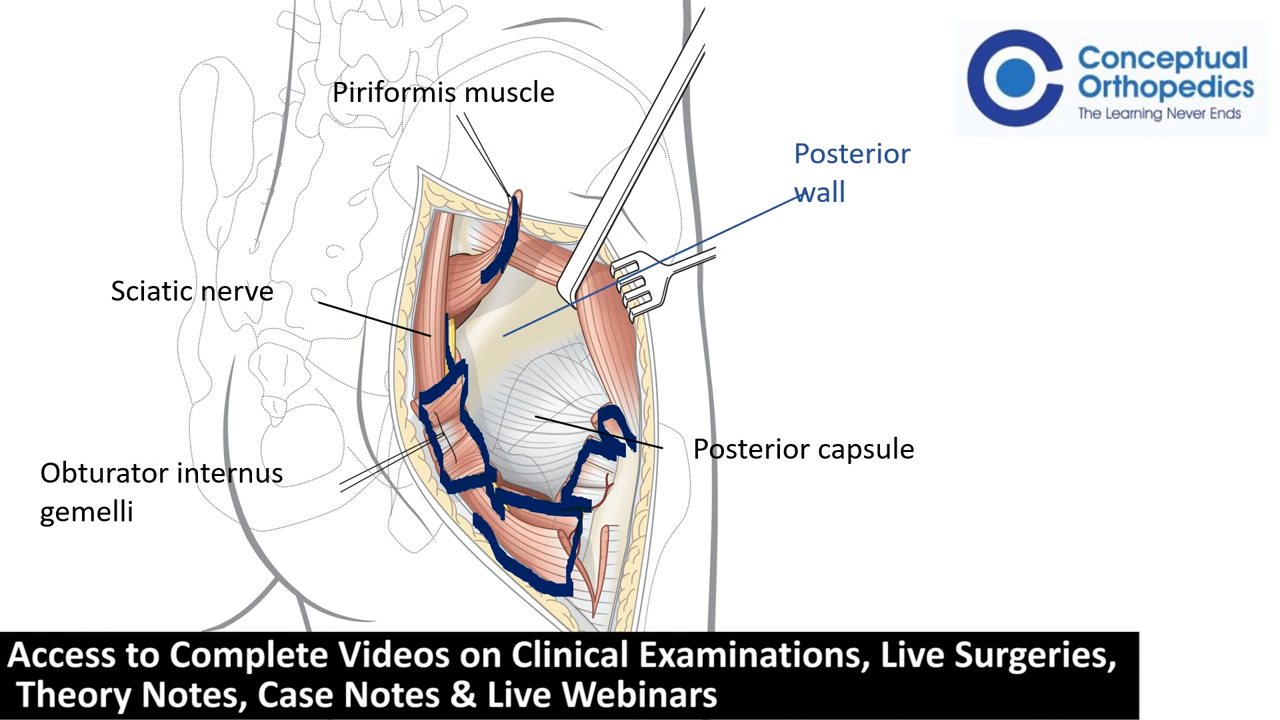 Piriformis muscle
Conceptual
Orthopedics
The Learning Never Ends
Posterior
wall
Sciatic nerve
Posterior capsule
Obturator internus
gemelli
Access to Complete Videos on Clinical Examinations, Live Surgeries,
Theory Notes, Case Notes & Live Webinars